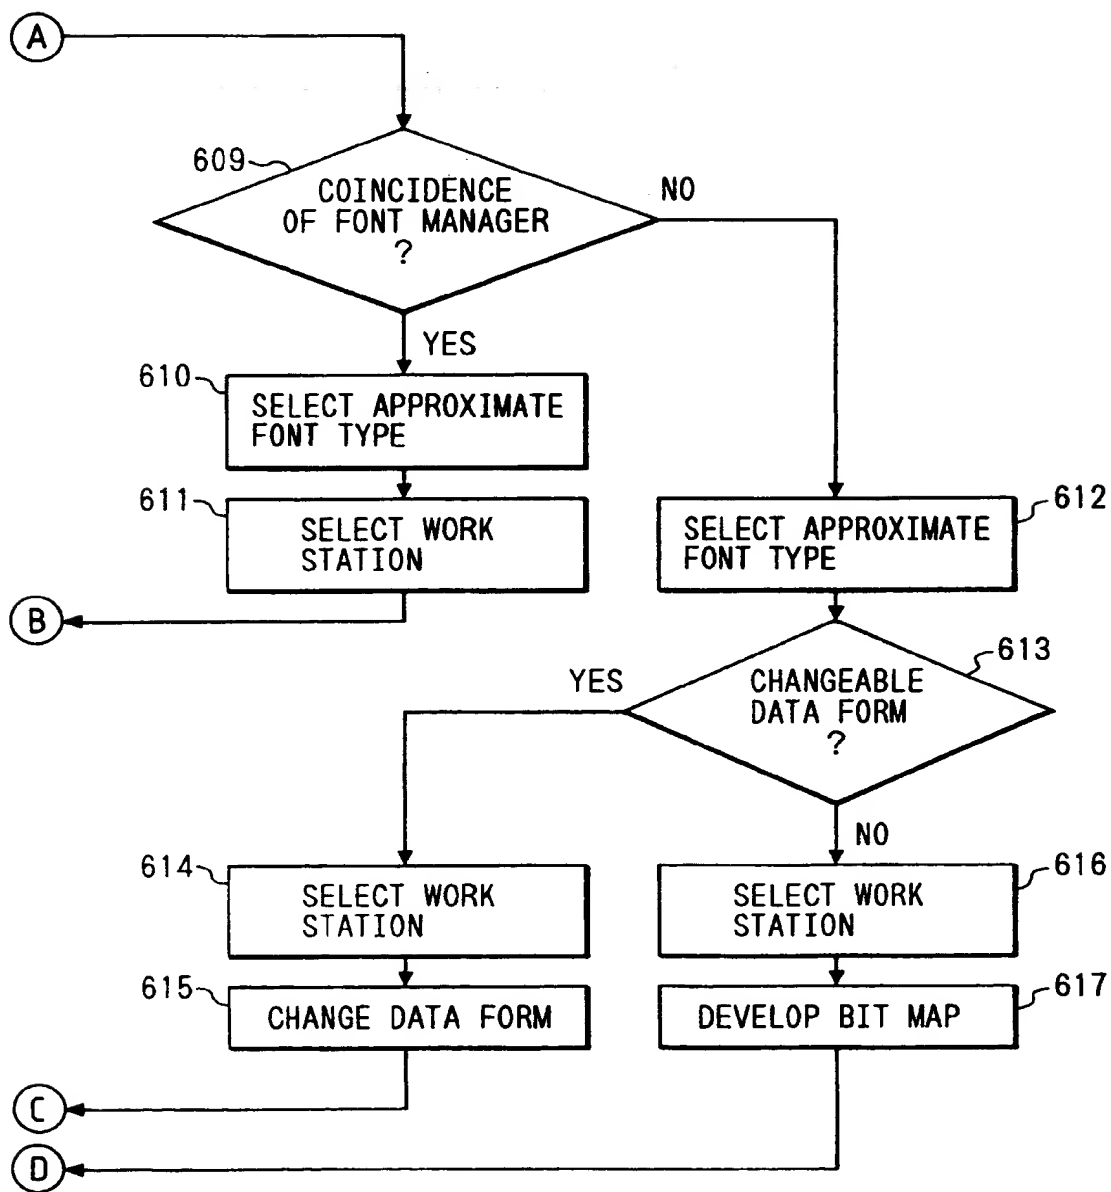 A
609
COINCIDENCE
OF FONT MANAGER
?
NO
YES
610
SELECT APPROXIMATE
FONT TYPE
611
SELECT WORK
STATION
612
SELECT APPROXIMATE
FONT TYPE
B
613
YES
CHANGEABLE
DATA FORM
?
NO
614
SELECT WORK
STATION
616
SELECT WORK
STATION
615
CHANGE DATA FORM
617
DEVELOP BIT MAP
C
D